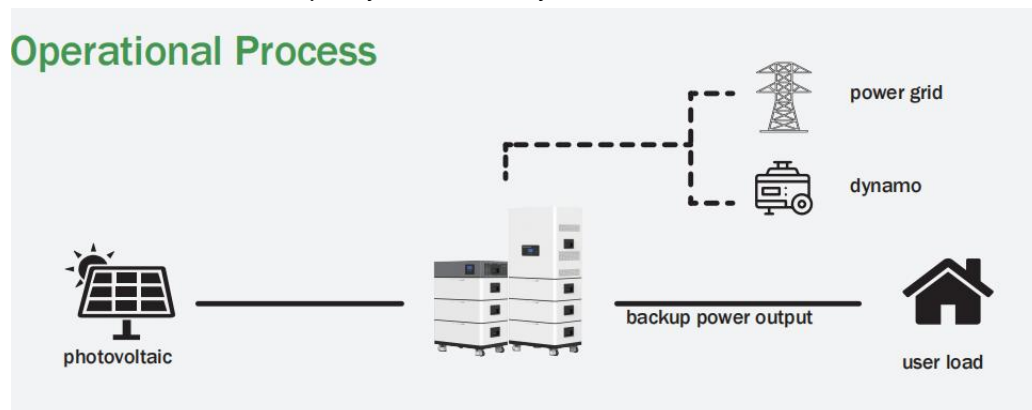 Operational Process
power grid
dynamo
backup power output
photovoltaic
user load